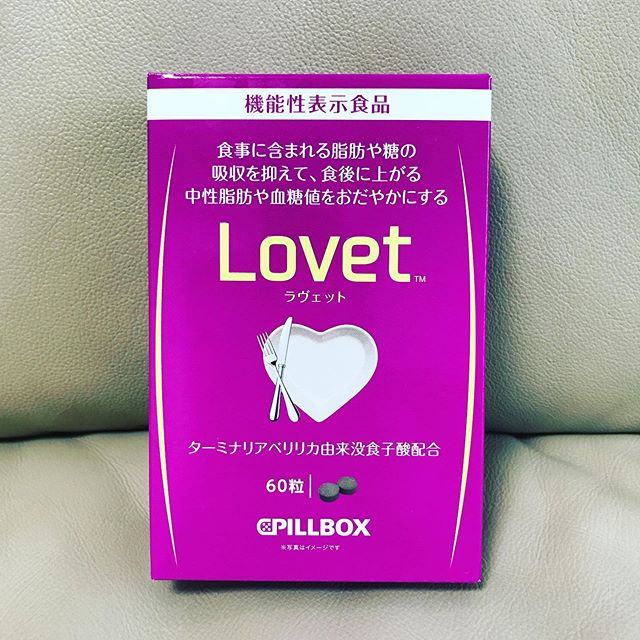 機能性表示食品
食事に含まれる脂肪や糖の
吸収を抑えて、食後に上がる
中性脂肪や血糖値をおだやかにする
Lovet™
ラヴェット
ターミナリアベリリカ由来没食子酸配合
60粒
PILLBOX
※写真はイメージです